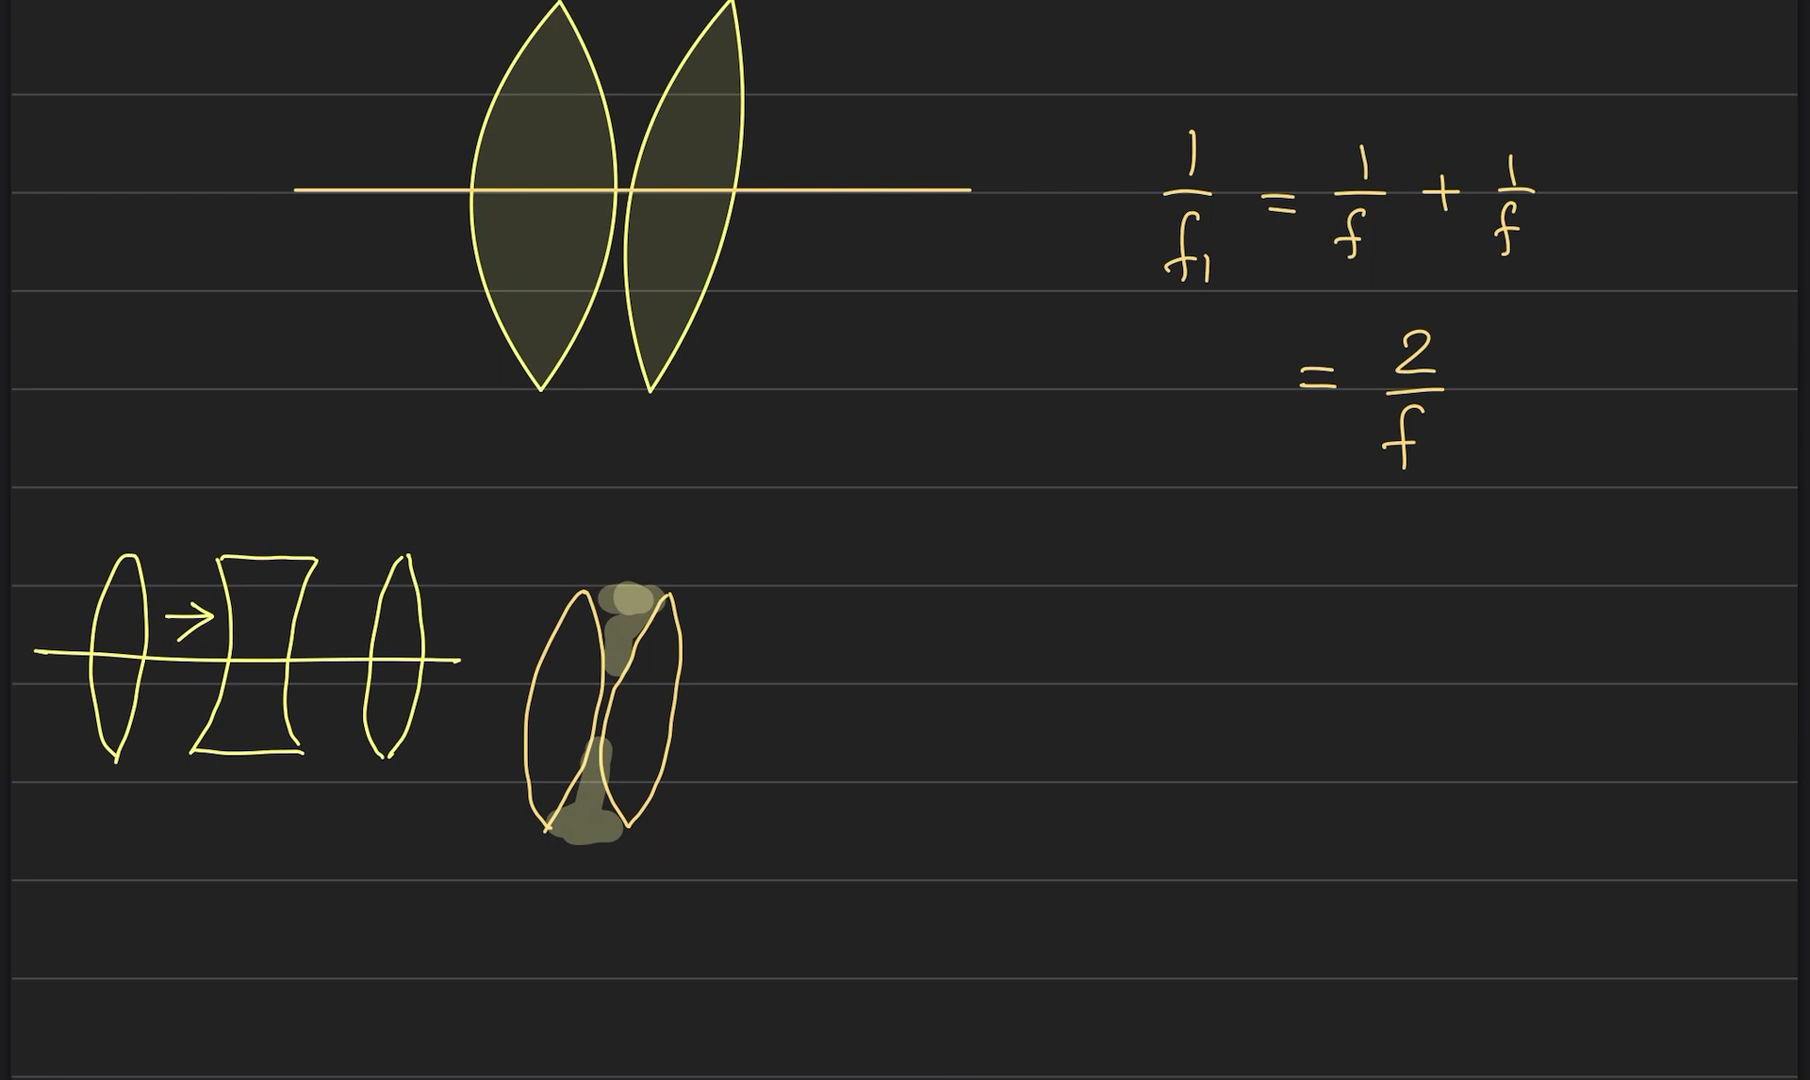 1/f1 = 1/f + 1/f
= 2/f